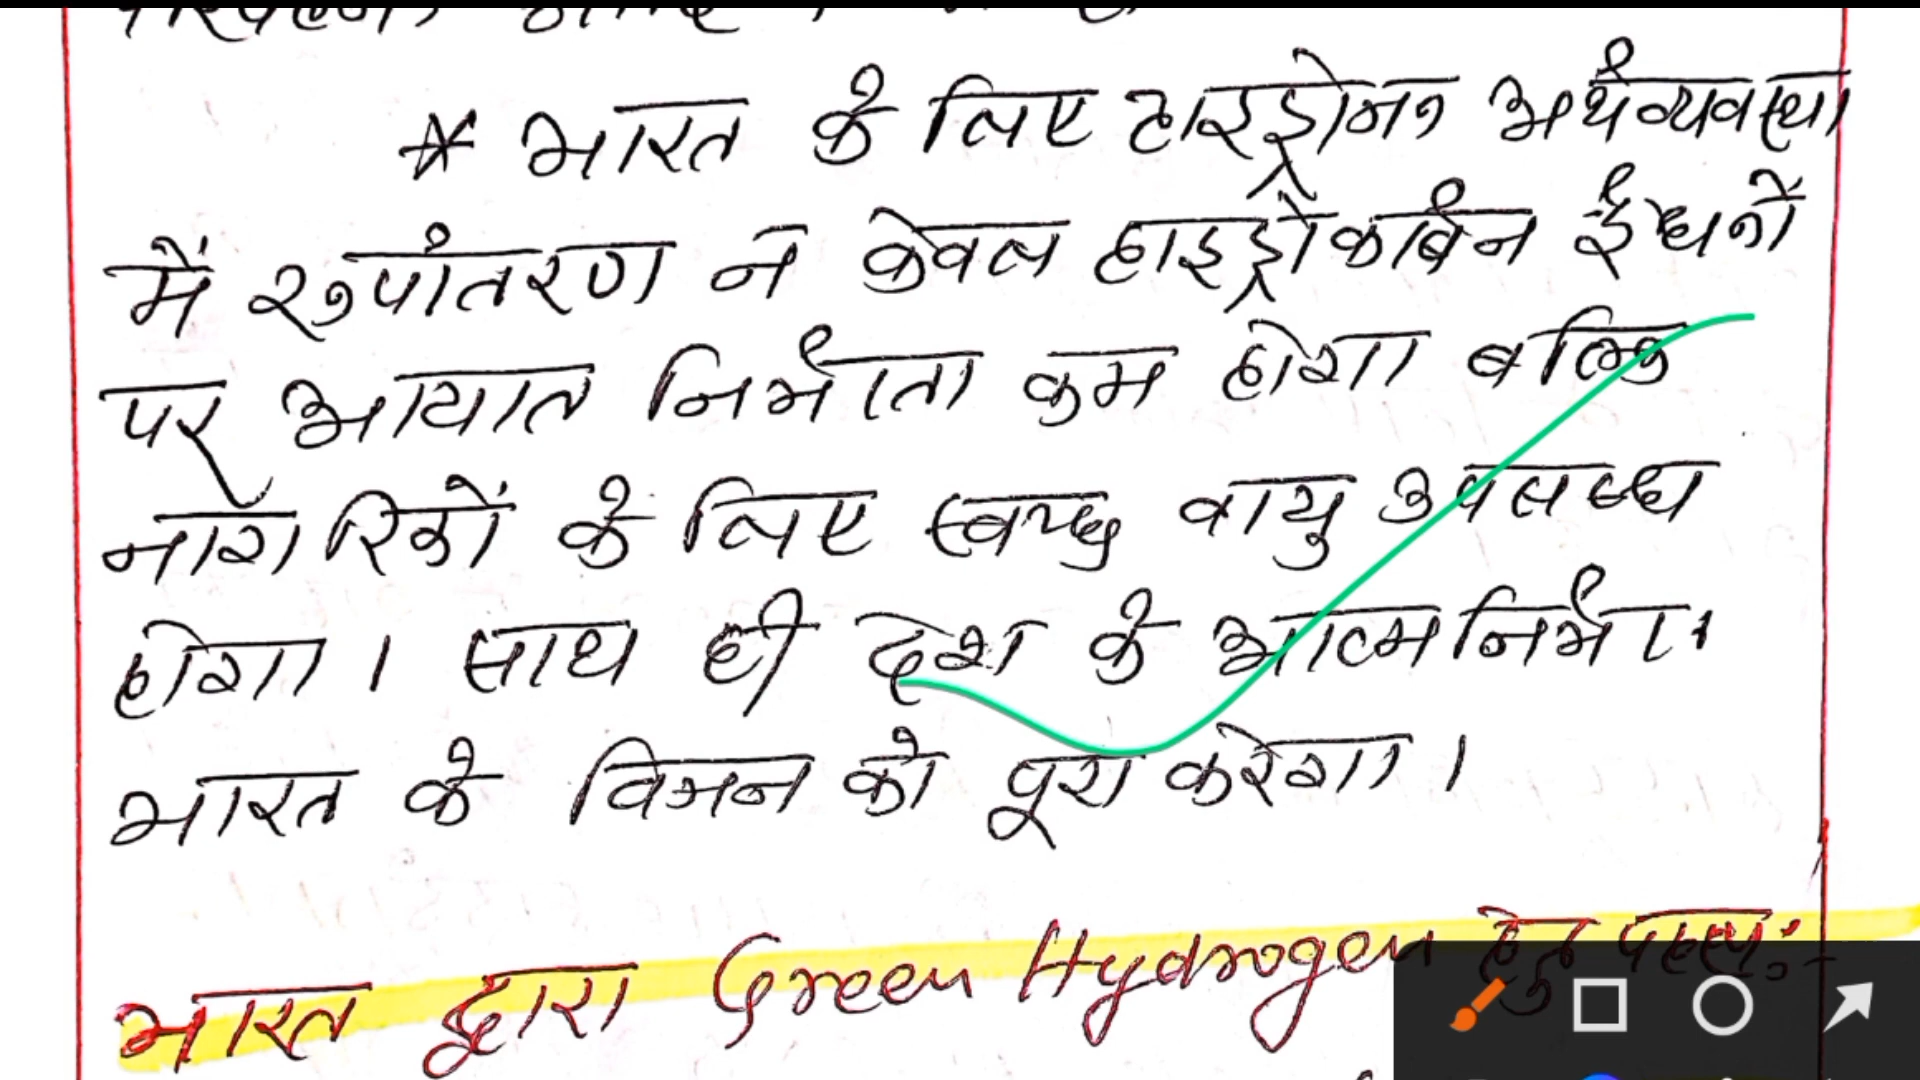 * भारत के लिए हाइड्रोजन अर्थव्यवस्था
में रुपांतरण न केवल हाइड्रोकार्बन ईंधनों
पर आयात निर्भरता कम होगा बल्कि
नागरिकों के लिए स्वच्छ वायु उपलब्ध
होगा । साथ ही देश के आत्मनिर्भर
भारत के विजन को पूरा करेगा ।
भारत द्वारा Green Hydrogen हेतु पहल:-